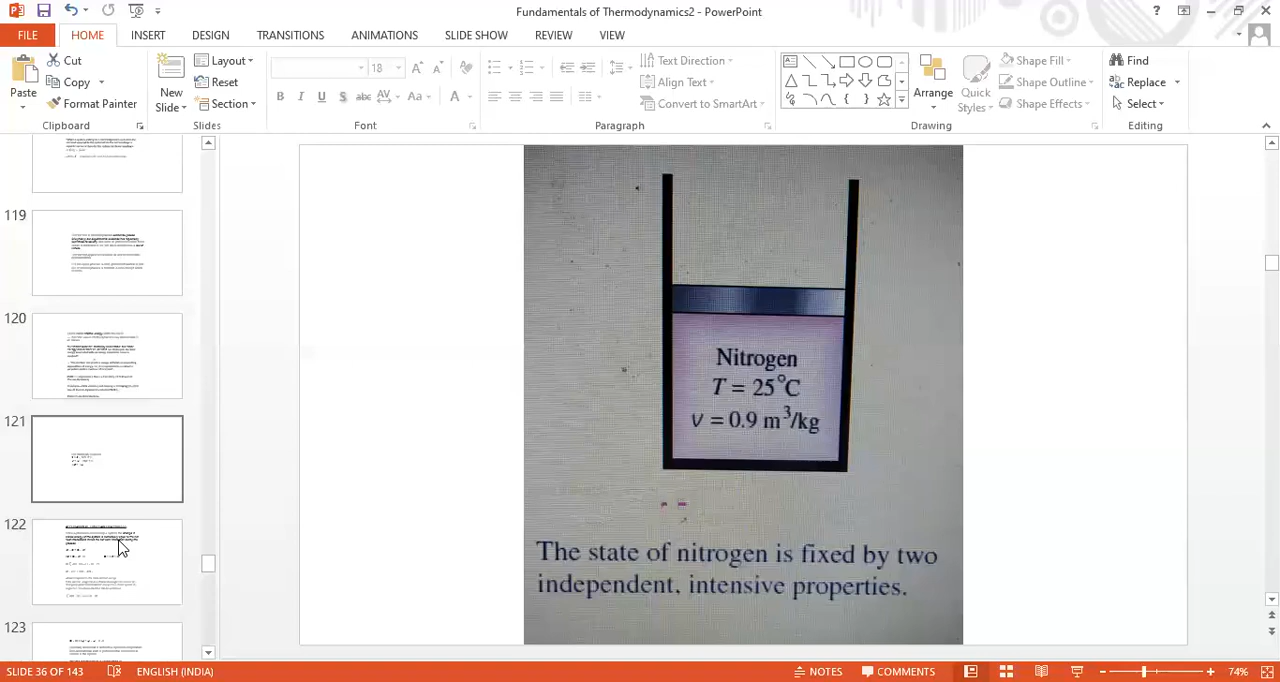 Fundamentals of Thermodynamics2 - PowerPoint
FILE
HOME
INSERT
DESIGN
TRANSITIONS
ANIMATIONS
SLIDE SHOW
REVIEW
VIEW
Paste
Cut
Copy
Format Painter
Clipboard
New
Slide
Layout
Reset
Section
Slides
18
B I U S abc AV Aa A
Font
Text Direction
Align Text
Convert to SmartArt
Paragraph
Arrange
Quick
Styles
Shape Fill
Shape Outline
Shape Effects
Drawing
Find
Replace
Select
Editing
119
120
121
122
123
Nitrogen
T = 25°C
v = 0.9 m³/kg
The state of nitrogen is fixed by two
independent, intensive properties.
SLIDE 36 OF 143
ENGLISH (INDIA)
NOTES
COMMENTS
74%